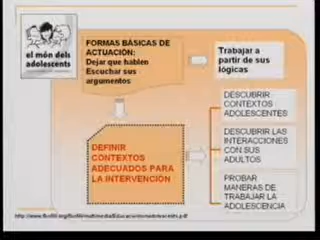 el món dels
adolescents
FORMAS BÁSICAS DE
ACTUACIÓN:
Dejar que hablen
Escuchar sus
argumentos
Trabajar a
partir de sus
lógicas
DEFINIR
CONTEXTOS
ADECUADOS PARA
LA INTERVENCIÓN
DESCUBRIR
CONTEXTOS
ADOLESCENTES
DESCUBRIR LAS
INTERACCIONES
CON SUS
ADULTOS
PROBAR
MANERAS DE
TRABAJAR LA
ADOLESCENCIA